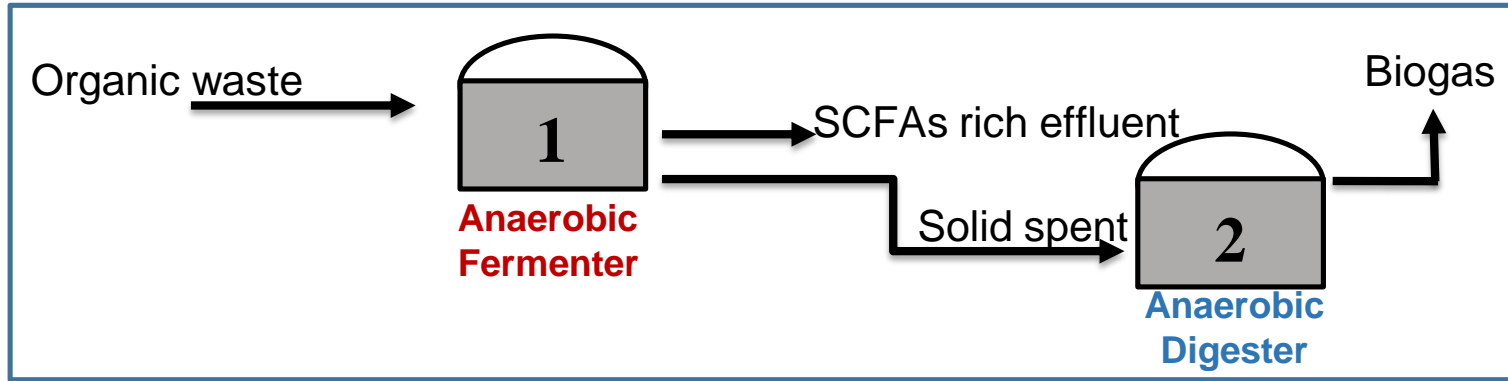 Organic waste
1
Anaerobic
Fermenter
SCFAs rich effluent
Solid spent
2
Anaerobic
Digester
Biogas